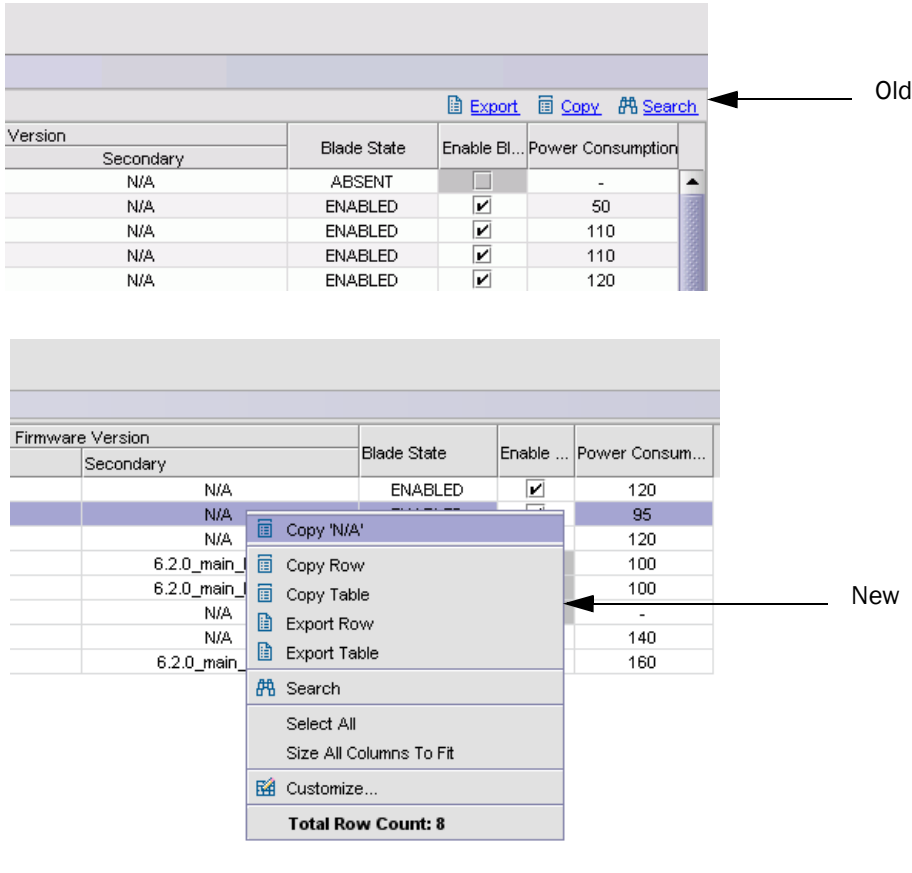 Export Copy Search Old
Version Blade State Enable Bl... Power Consumption
Secondary
N/A ABSENT -
N/A ENABLED 50
N/A ENABLED 110
N/A ENABLED 110
N/A ENABLED 120
Firmware Version Blade State Enable ... Power Consum...
Secondary
N/A ENABLED 120
N/A 95
Copy 'N/A'
N/A 120
6.2.0_main_ 100
Copy Row
6.2.0_main_ 100
Copy Table
New
N/A -
Export Row
N/A 140
Export Table
6.2.0_main_ 160
Search
Select All
Size All Columns To Fit
Customize...
Total Row Count: 8